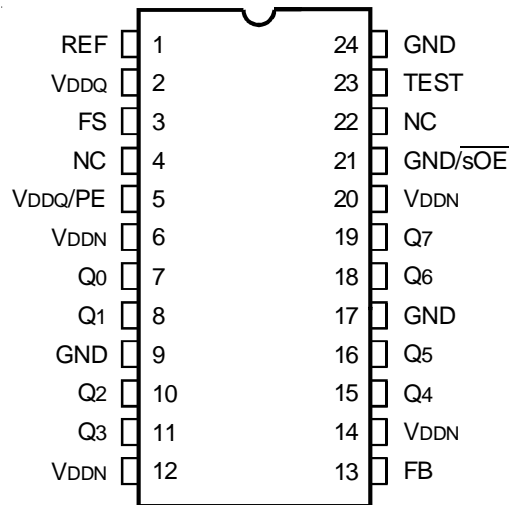 REF 1 24 GND
VDDQ 2 23 TEST
FS 3 22 NC
NC 4 21 GND/sOE
VDDQ/PE 5 20 VDDN
VDDN 6 19 Q7
Q0 7 18 Q6
Q1 8 17 GND
GND 9 16 Q5
Q2 10 15 Q4
Q3 11 14 VDDN
VDDN 12 13 FB